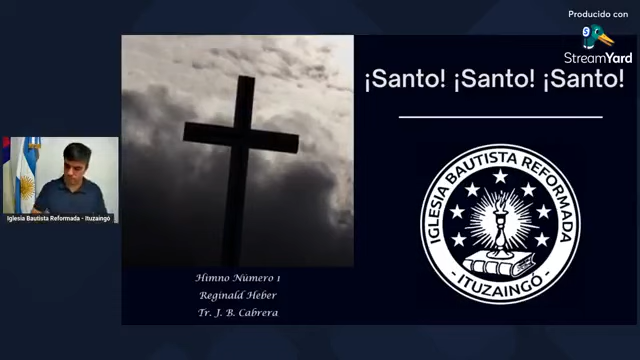 Producido con
StreamYard
¡Santo! ¡Santo! ¡Santo!
IGLESIA BAUTISTA REFORMADA
- ITUZAINGÓ -
Iglesia Bautista Reformada - Ituzaingó
Himno Número 1
Reginald Heber
Tr. J. B. Cabrera